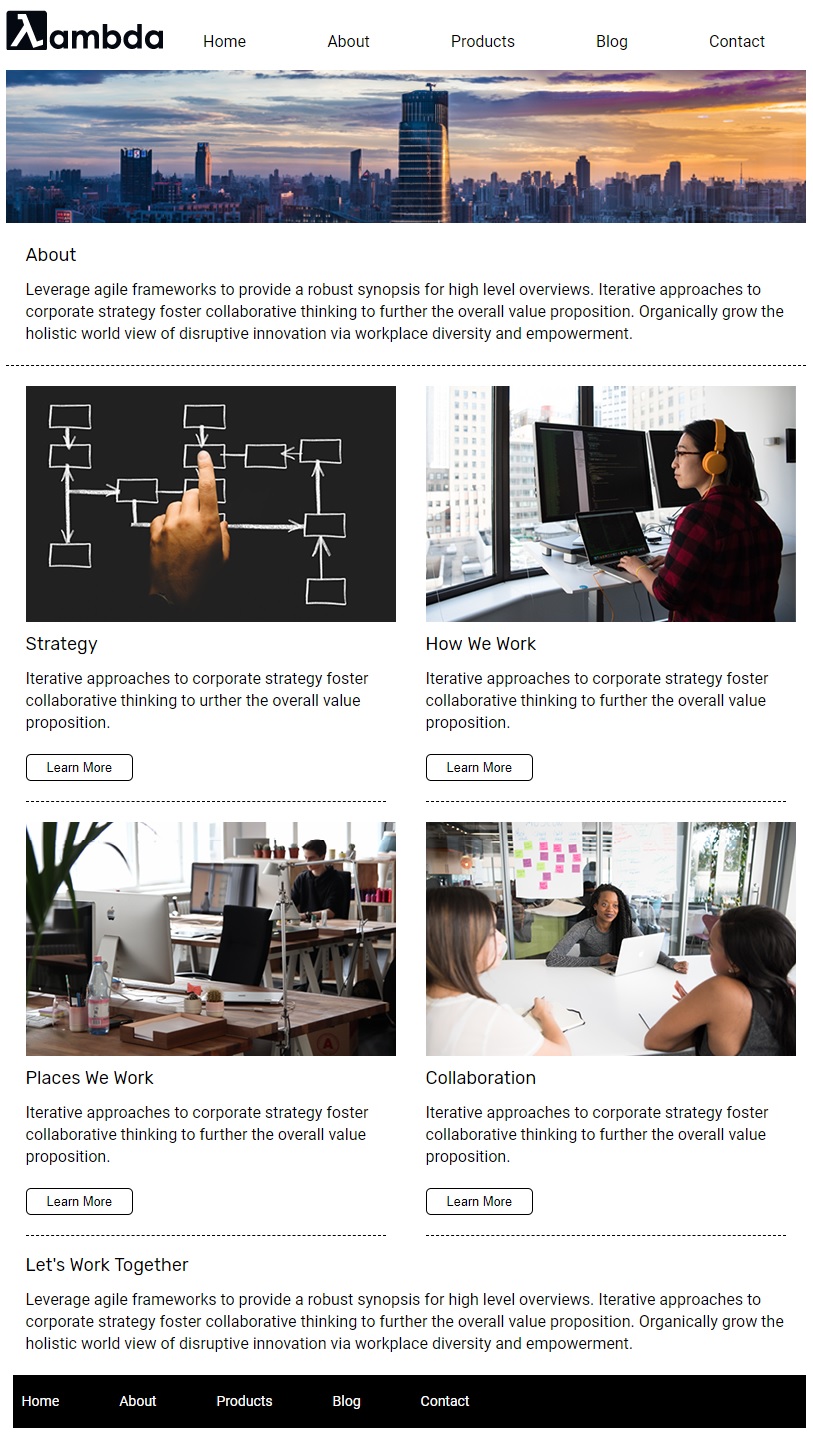 λambda
Home About Products Blog Contact
About
Leverage agile frameworks to provide a robust synopsis for high level overviews. Iterative approaches to
corporate strategy foster collaborative thinking to further the overall value proposition. Organically grow the
holistic world view of disruptive innovation via workplace diversity and empowerment.
Strategy
Iterative approaches to corporate strategy foster
collaborative thinking to urther the overall value
proposition.
Learn More
How We Work
Iterative approaches to corporate strategy foster
collaborative thinking to further the overall value
proposition.
Learn More
A
Places We Work
Iterative approaches to corporate strategy foster
collaborative thinking to further the overall value
proposition.
Learn More
Collaboration
Iterative approaches to corporate strategy foster
collaborative thinking to further the overall value
proposition.
Learn More
Let's Work Together
Leverage agile frameworks to provide a robust synopsis for high level overviews. Iterative approaches to
corporate strategy foster collaborative thinking to further the overall value proposition. Organically grow the
holistic world view of disruptive innovation via workplace diversity and empowerment.
Home About Products Blog Contact